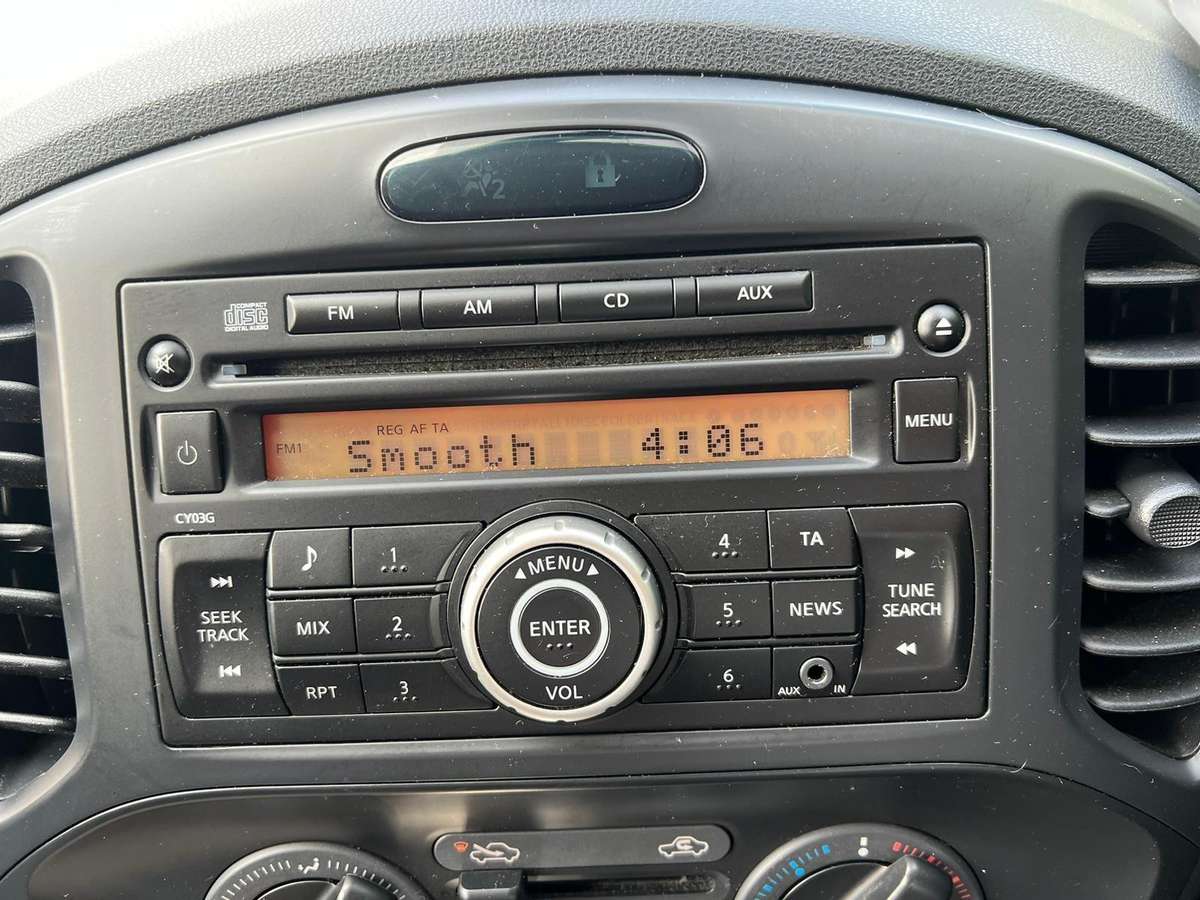 2
COMPACT
disc
DIGITAL AUDIO
FM
AM
CD
AUX
MENU
REG AF TA
FM1
Smooth 4:06
CY03G
SEEK
TRACK
1
MIX
2
RPT
3
MENU
ENTER
VOL
4
TA
5
NEWS
6
AUX IN
TUNE
SEARCH
A